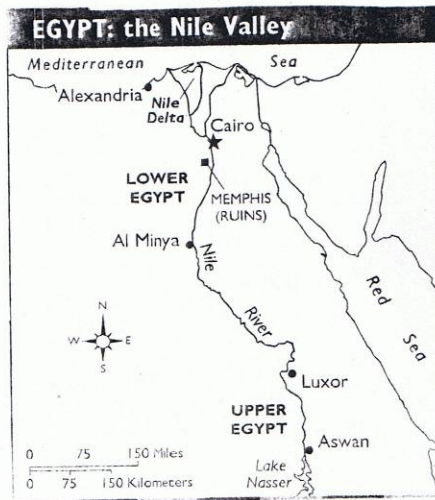 EGYPT: the Nile Valley
Mediterranean Sea
Alexandria
Nile
Delta
Cairo
LOWER
EGYPT
MEMPHIS
(RUINS)
Al Minya
Nile
River
Red
Sea
N
W E
S
Luxor
UPPER
EGYPT
Aswan
Lake
Nasser
0 75 150 Miles
0 75 150 Kilometers